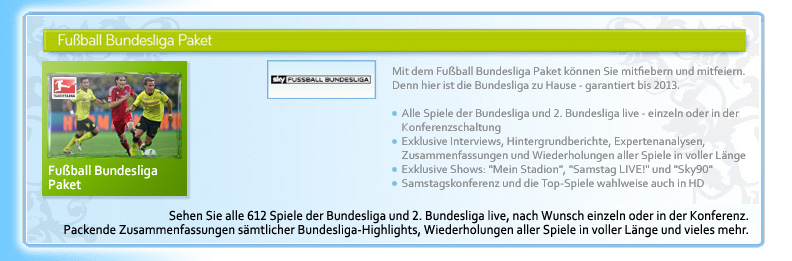 Fußball Bundesliga Paket
BUNDESLIGA
Fußball Bundesliga
Paket
sky FUSSBALL BUNDESLIGA
Mit dem Fußball Bundesliga Paket können Sie mitfiebern und mitfeiern.
Denn hier ist die Bundesliga zu Hause - garantiert bis 2013.
• Alle Spiele der Bundesliga und 2. Bundesliga live - einzeln oder in der
Konferenzschaltung
• Exklusive Interviews, Hintergrundberichte, Expertenanalysen,
Zusammenfassungen und Wiederholungen aller Spiele in voller Länge
• Exklusive Shows: "Mein Stadion", "Samstag LIVE!" und "Sky90"
• Samstagskonferenz und die Top-Spiele wahlweise auch in HD
Sehen Sie alle 612 Spiele der Bundesliga und 2. Bundesliga live, nach Wunsch einzeln oder in der Konferenz.
Packende Zusammenfassungen sämtlicher Bundesliga-Highlights, Wiederholungen aller Spiele in voller Länge und vieles mehr.